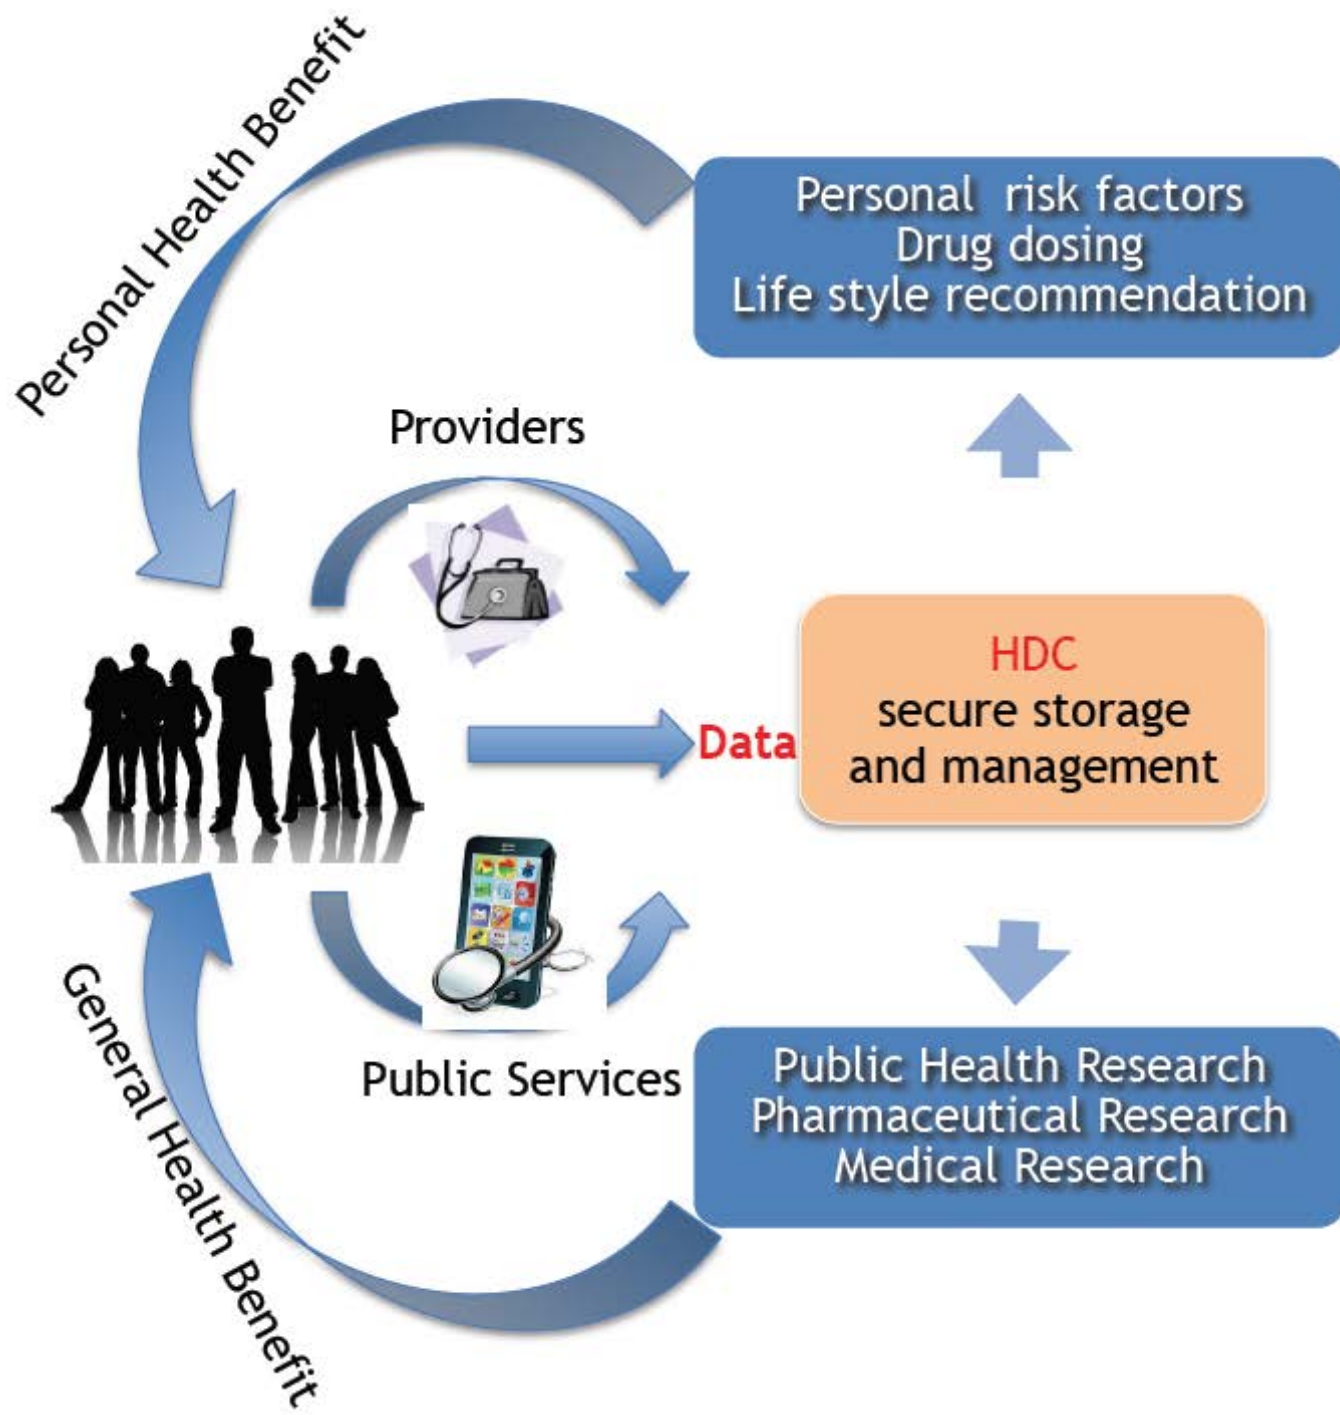 Personal Health Benefit
Personal risk factors
Drug dosing
Life style recommendation
Providers
Data
HDC
secure storage
and management
Public Services
Public Health Research
Pharmaceutical Research
Medical Research
General Health Benefit